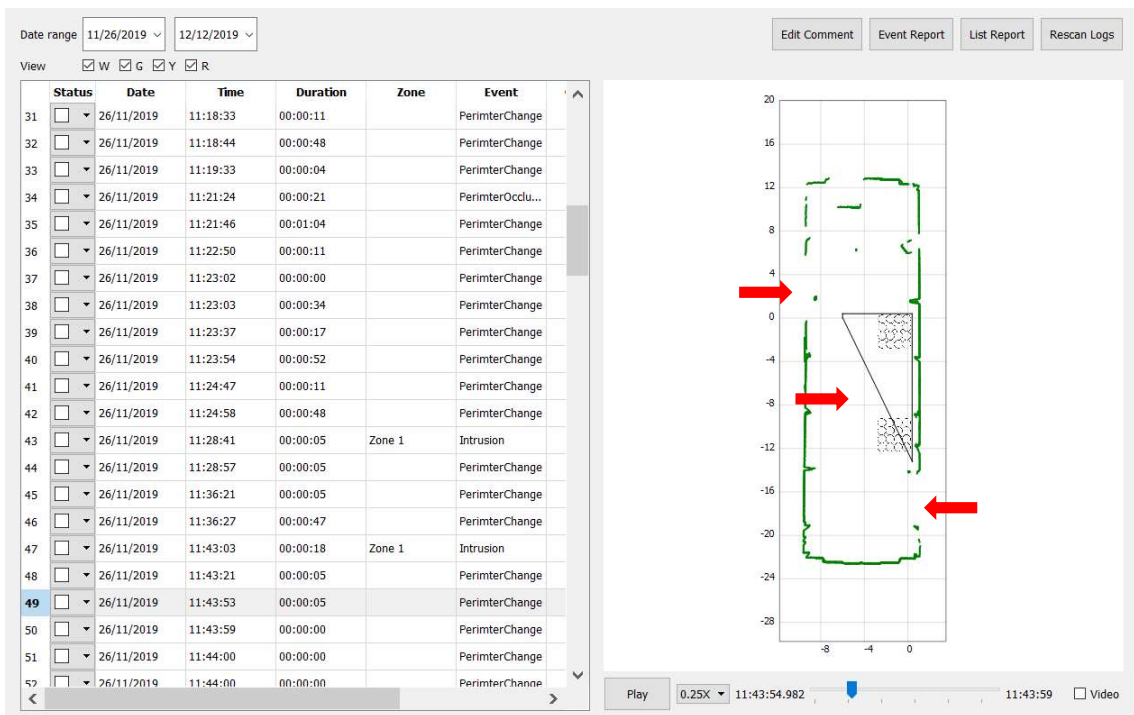 Date range 11/26/2019 12/12/2019 Edit Comment Event Report List Report Rescan Logs
View W G Y R
Status Date Time Duration Zone Event
31 26/11/2019 11:18:33 00:00:11 PerimterChange
32 26/11/2019 11:18:44 00:00:48 PerimterChange
33 26/11/2019 11:19:33 00:00:04 PerimterChange
34 26/11/2019 11:21:24 00:00:21 PerimterOcclu...
35 26/11/2019 11:21:46 00:01:04 PerimterChange
36 26/11/2019 11:22:50 00:00:11 PerimterChange
37 26/11/2019 11:23:02 00:00:00 PerimterChange
38 26/11/2019 11:23:03 00:00:34 PerimterChange
39 26/11/2019 11:23:37 00:00:17 PerimterChange
40 26/11/2019 11:23:54 00:00:52 PerimterChange
41 26/11/2019 11:24:47 00:00:11 PerimterChange
42 26/11/2019 11:24:58 00:00:48 PerimterChange
43 26/11/2019 11:28:41 00:00:05 Zone 1 Intrusion
44 26/11/2019 11:28:57 00:00:05 PerimterChange
45 26/11/2019 11:36:21 00:00:05 PerimterChange
46 26/11/2019 11:36:27 00:00:47 PerimterChange
47 26/11/2019 11:43:03 00:00:18 Zone 1 Intrusion
48 26/11/2019 11:43:21 00:00:05 PerimterChange
49 26/11/2019 11:43:53 00:00:05 PerimterChange
50 26/11/2019 11:43:59 00:00:00 PerimterChange
51 26/11/2019 11:44:00 00:00:00 PerimterChange
52 26/11/2019 11:44:00 00:00:00 PerimterChange
20
16
12
8
4
0
-4
-8
-12
-16
-20
-24
-28
-8 -4 0
Play 0.25X 11:43:54.982 11:43:59 Video